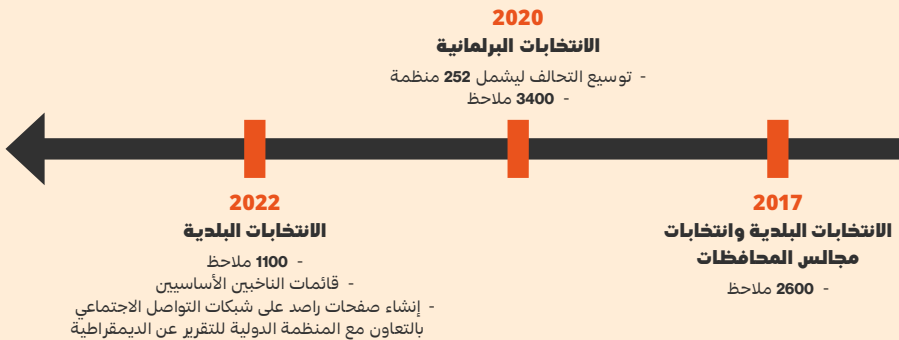 2020
الانتخابات البرلمانية
- توسيع التحالف ليشمل 252 منظمة
- 3400 ملاحظ
2017
الانتخابات البلدية وانتخابات
مجالس المحافظات
- 2600 ملاحظ
2022
الانتخابات البلدية
- 1100 ملاحظ
- قائمات الناخبين الأساسيين
- إنشاء صفحات راصد على شبكات التواصل الاجتماعي
بالتعاون مع المنظمة الدولية للتقرير عن الديمقراطية